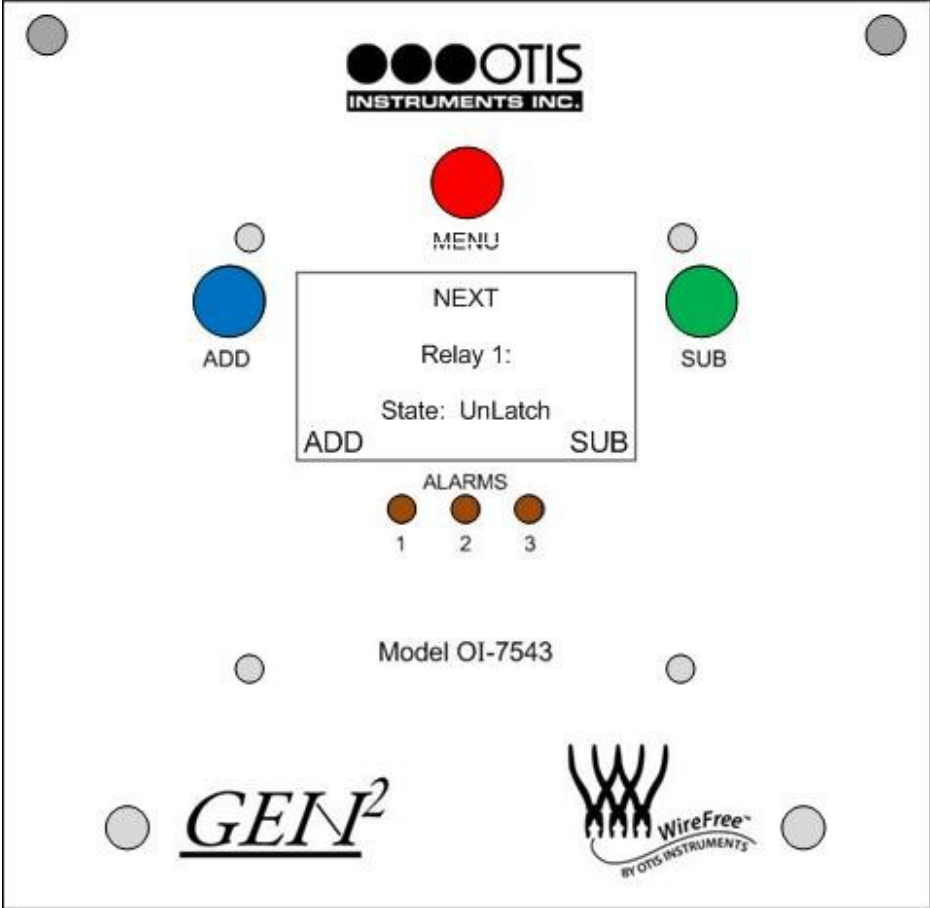 OTIS
INSTRUMENTS INC.
MENU
NEXT
Relay 1:
State: UnLatch
ADD SUB
ADD SUB
ALARMS
1 2 3
Model OI-7543
GEN²
WireFree™
BY OTIS INSTRUMENTS